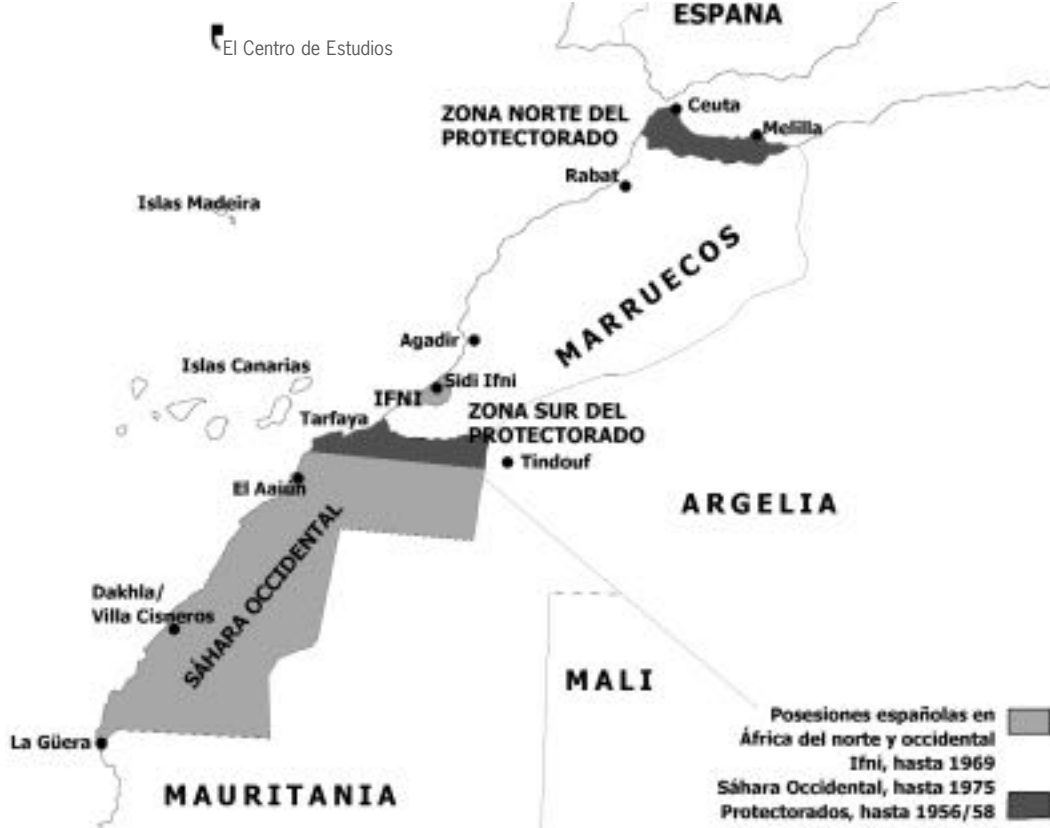 ESPANA
El Centro de Estudios
Ceuta
ZONA NORTE DEL
PROTECTORADO
Melilla
Rabat
Islas Madeira
MARRUECOS
Agadir
Islas Canarias
Sidi Ifni
IFNI
Tarfaya
ZONA SUR DEL
PROTECTORADO
Tindouf
El Aaiún
ARGELIA
SÁHARA OCCIDENTAL
Dakhla/
Villa Cisneros
MALI
La Güera
MAURITANIA
Posesiones españolas en
África del norte y occidental
Ifni, hasta 1969
Sáhara Occidental, hasta 1975
Protectorados, hasta 1956/58